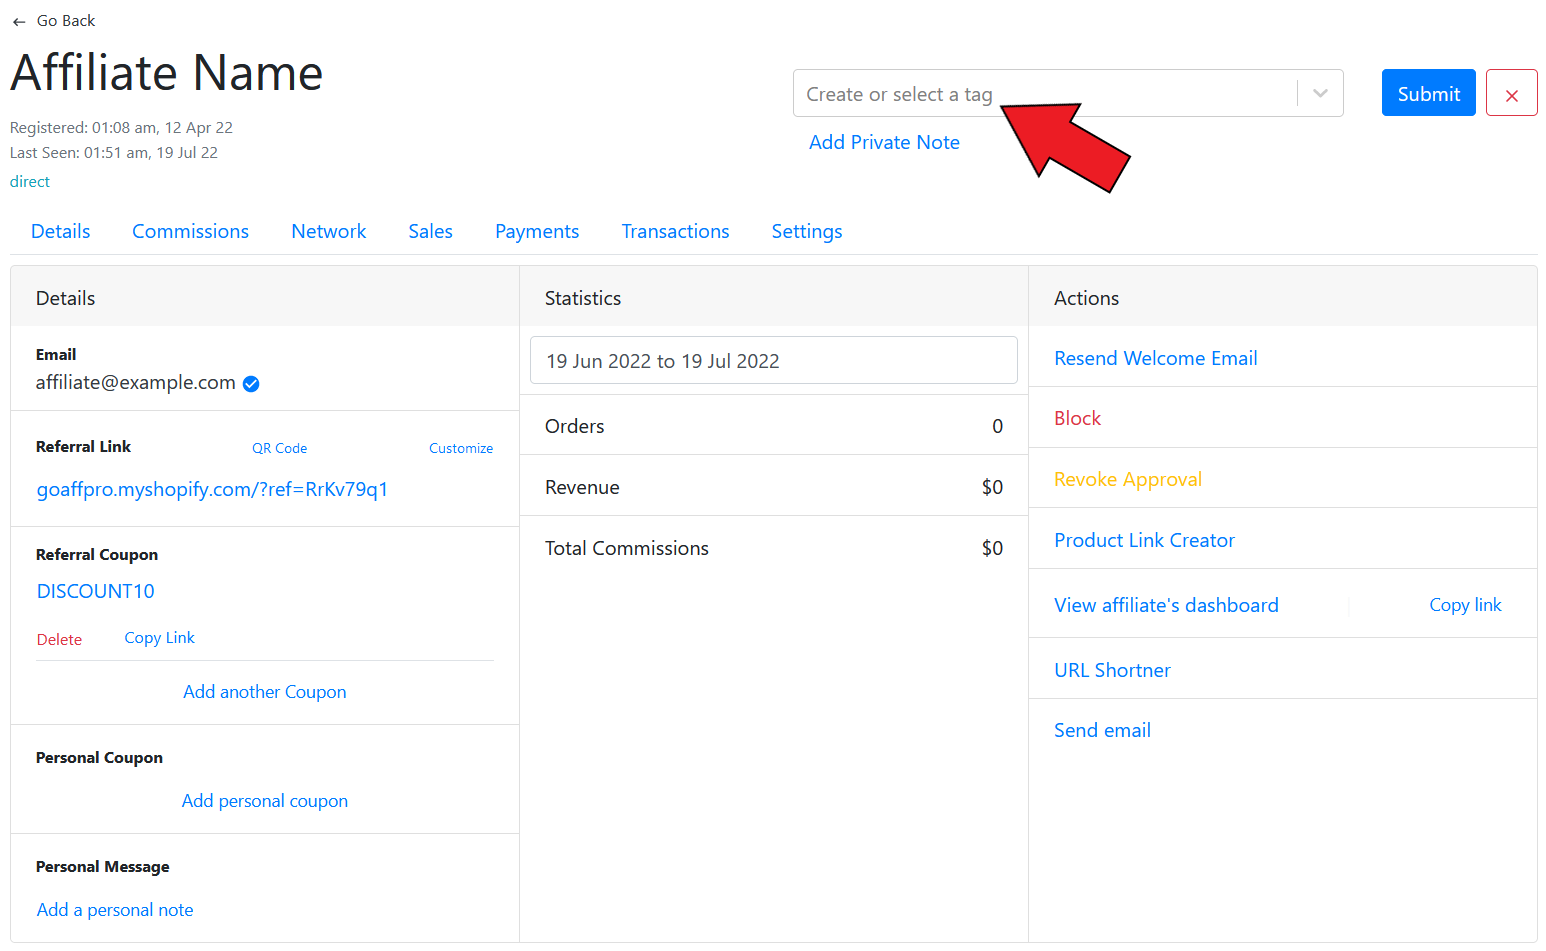 Go Back
Affiliate Name
Create or select a tag
Submit
Registered: 01:08 am, 12 Apr 22
Add Private Note
Last Seen: 01:51 am, 19 Jul 22
direct
Details Commissions Network Sales Payments Transactions Settings
Details
Email
affiliate@example.com
Referral Link QR Code Customize
goaffpro.myshopify.com/?ref=RrKv79q1
Referral Coupon
DISCOUNT10
Delete Copy Link
Add another Coupon
Personal Coupon
Add personal coupon
Personal Message
Add a personal note
Statistics
19 Jun 2022 to 19 Jul 2022
Orders 0
Revenue $0
Total Commissions $0
Actions
Resend Welcome Email
Block
Revoke Approval
Product Link Creator
View affiliate's dashboard Copy link
URL Shortner
Send email